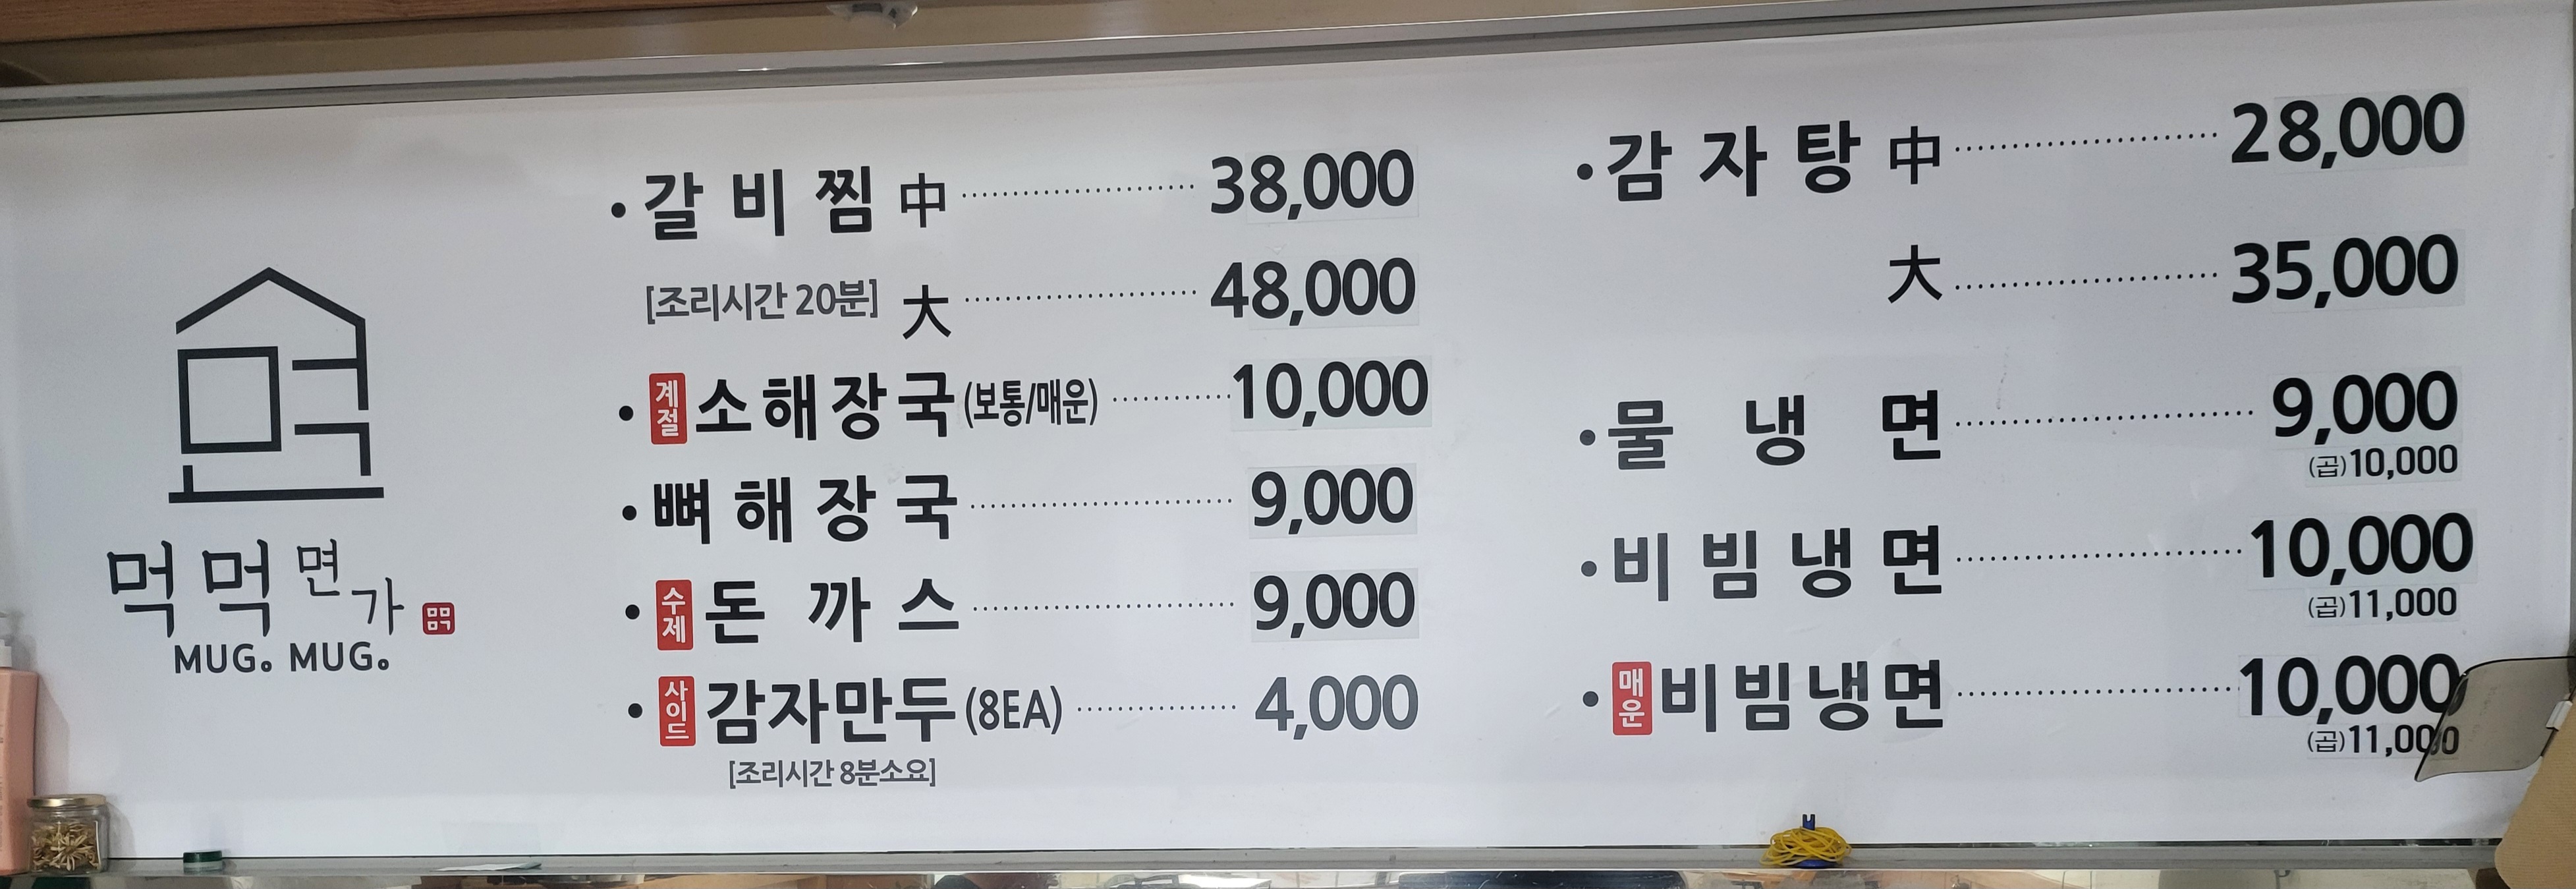 먹먹면가
MUG。 MUG。
• 갈비찜 中 38,000
[조리시간 20분] 大 48,000
• 계절 소해장국(보통/매운) 10,000
• 뼈해장국 9,000
• 수제 돈까스 9,000
• 사이드 감자만두(8EA) 4,000
[조리시간 8분소요]
• 감자탕 中 28,000
大 35,000
• 물냉면 9,000
(곱)10,000
• 비빔냉면 10,000
(곱)11,000
• 매운 비빔냉면 10,000
(곱)11,000